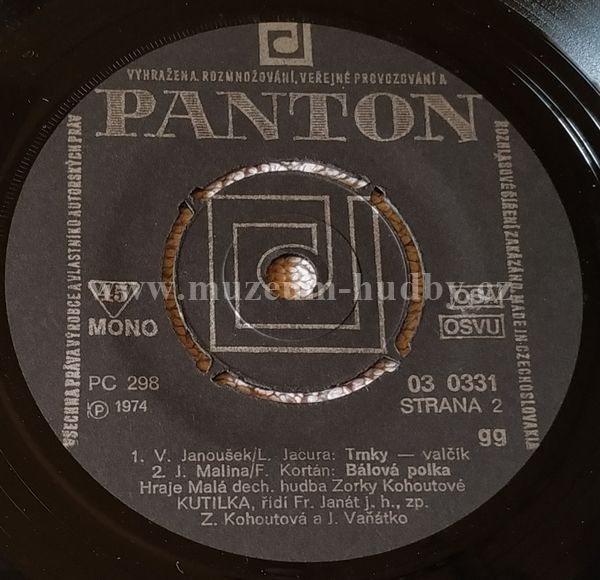 VYHRAŽENA. ROZMNOŽOVÁNÍ, VEŘEJNÉ PROVOZOVÁNÍ A
PANTON
VŠECHNA PRÁVA VÝROBCE A VLASTNÍKŮ AUTORSKÝCH PRÁV
ROZHLASOVÉ ŠÍŘENÍ ZAKÁZÁNO. MADE IN CZECHOSLOVAKIA
www.muzeum-hudby.cz
45
MONO
OSA
OSVU
PC 298
Ⓟ 1974
03 0331
STRANA 2
gg
1. V. Janoušek/L. Jacura: Trnky — valčík
2. J. Malina/F. Kortán: Bálová polka
Hraje Malá dech. hudba Zorky Kohoutové
KUTILKA, řídí Fr. Janát j. h., zp.
Z. Kohoutová a J. Vaňátko